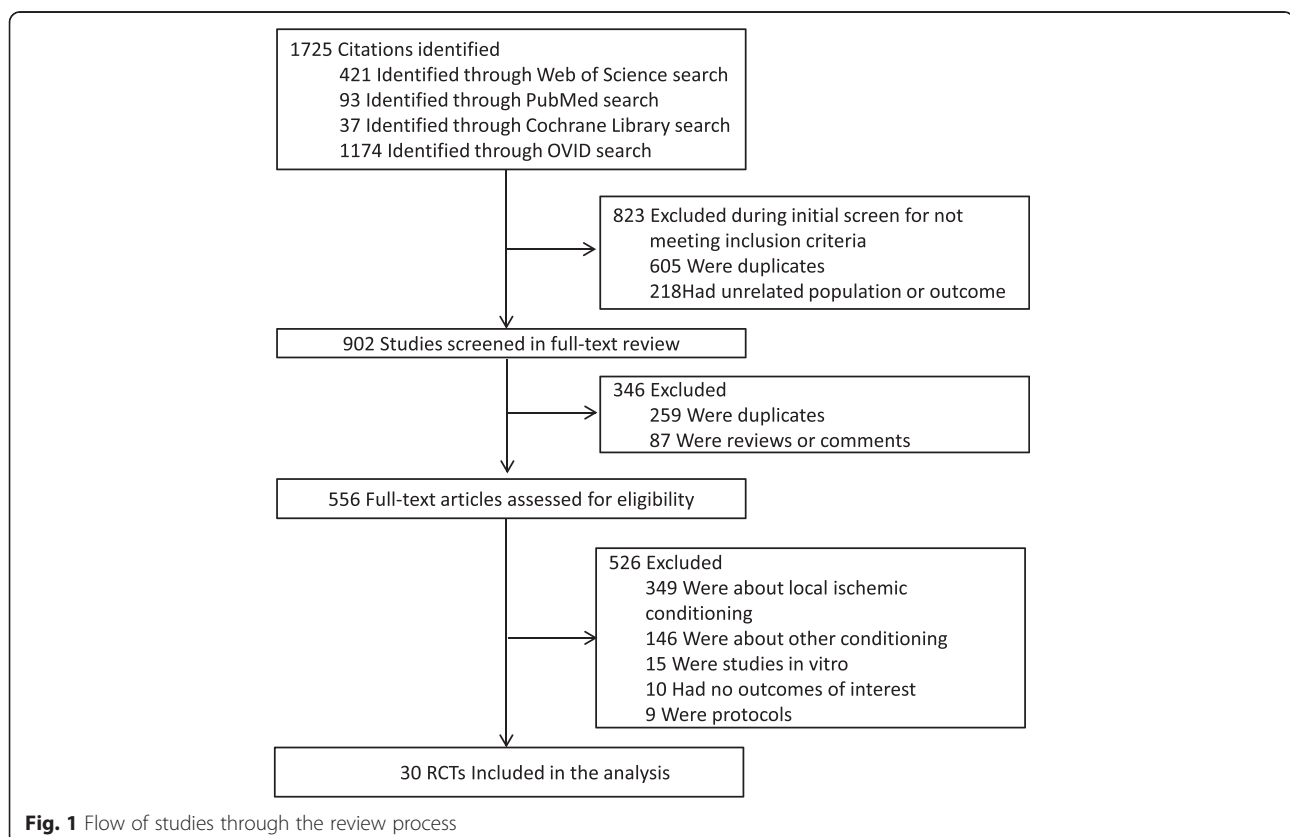 1725 Citations identified
421 Identified through Web of Science search
93 Identified through PubMed search
37 Identified through Cochrane Library search
1174 Identified through OVID search
823 Excluded during initial screen for not
meeting inclusion criteria
605 Were duplicates
218Had unrelated population or outcome
902 Studies screened in full-text review
346 Excluded
259 Were duplicates
87 Were reviews or comments
556 Full-text articles assessed for eligibility
526 Excluded
349 Were about local ischemic
conditioning
146 Were about other conditioning
15 Were studies in vitro
10 Had no outcomes of interest
9 Were protocols
30 RCTs Included in the analysis
Fig. 1 Flow of studies through the review process